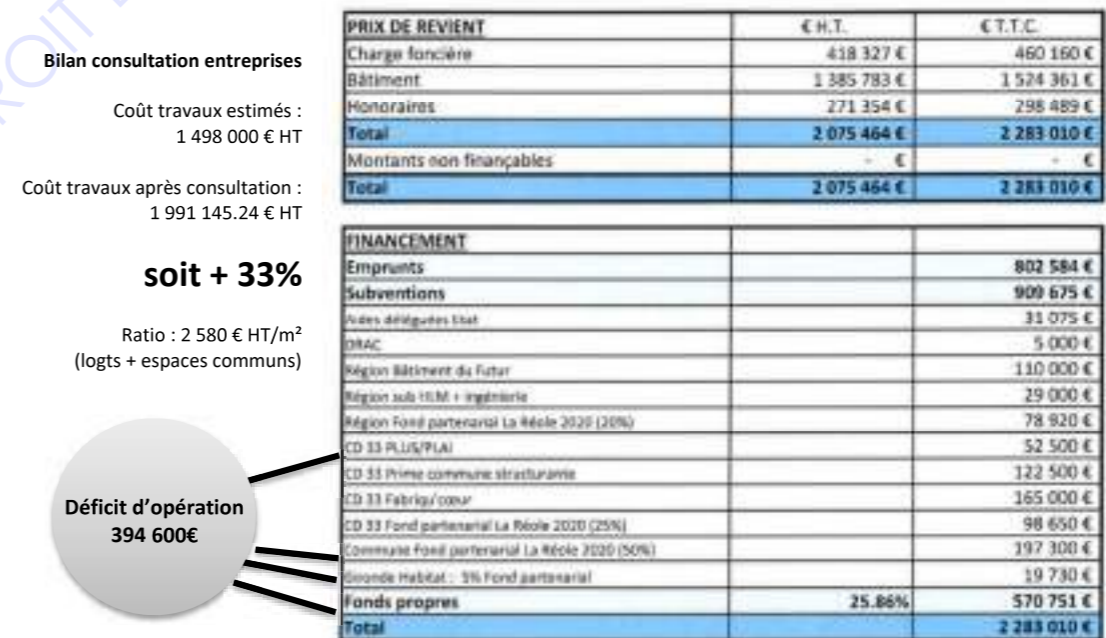 Bilan consultation entreprises
Coût travaux estimés :
1 498 000 € HT
Coût travaux après consultation :
1 991 145.24 € HT
soit + 33%
Ratio : 2 580 € HT/m²
(logts + espaces communs)
Déficit d'opération
394 600€
PRIX DE REVIENT € H.T. € T.T.C.
Charge foncière 418 327 € 460 160 €
Bâtiment 1 385 783 € 1 524 361 €
Honoraires 271 354 € 298 489 €
Total 2 075 464 € 2 283 010 €
Montants non finançables - € - €
Total 2 075 464 € 2 283 010 €
FINANCEMENT
Emprunts 802 584 €
Subventions 909 675 €
Aides déléguées Etat 31 075 €
DRAC 5 000 €
Région Bâtiment du Futur 110 000 €
Région sub HLM + ingénierie 29 000 €
Région Fond partenarial La Réole 2020 (20%) 78 920 €
CD 33 PLUS/PLAI 52 500 €
CD 33 Prime commune structurante 122 500 €
CD 33 Fabriqu'cœur 165 000 €
CD 33 Fond partenarial La Réole 2020 (25%) 98 650 €
Commune Fond partenarial La Réole 2020 (50%) 197 300 €
Gironde Habitat : 5% Fond partenarial 19 730 €
Fonds propres 25.86% 570 751 €
Total 2 283 010 €